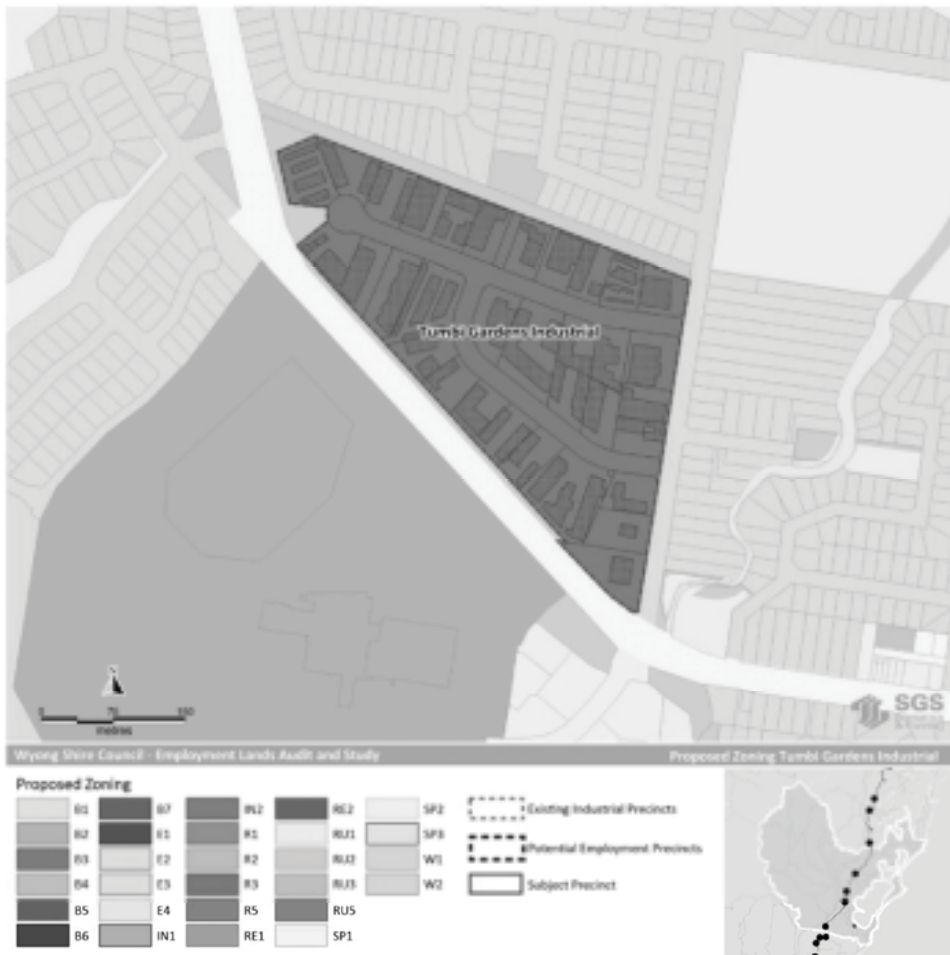 Tumbi Gardens Industrial
N
0 75 150
metres
SGS
Wyong Shire Council - Employment Lands Audit and Study
Proposed Zoning Tumbi Gardens Industrial
Proposed Zoning
B1 B7 IN2 RE2 SP2 Existing Industrial Precincts
B2 E1 R1 RU1 SP3
B3 E2 R2 RU2 W1 Potential Employment Precincts
B4 E3 R3 RU3 W2 Subject Precinct
B5 E4 R5 RU5
B6 IN1 RE1 SP1